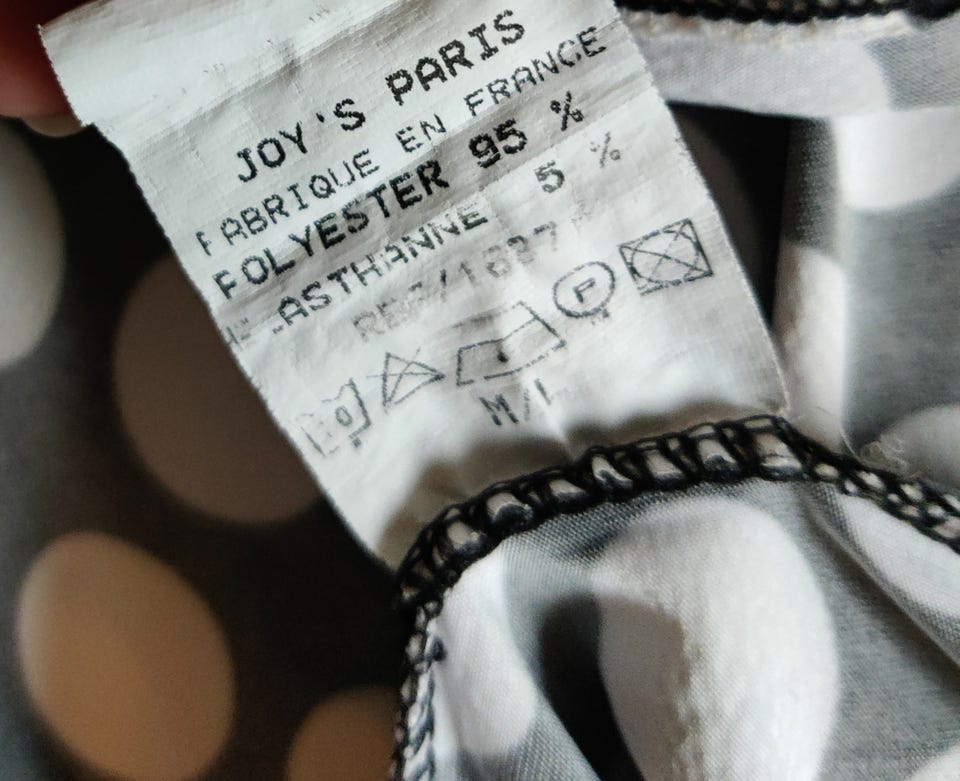 JOY'S PARIS
FABRIQUE EN FRANCE
POLYESTER 95 %
ELASTHANNE 5 %
P
M/L